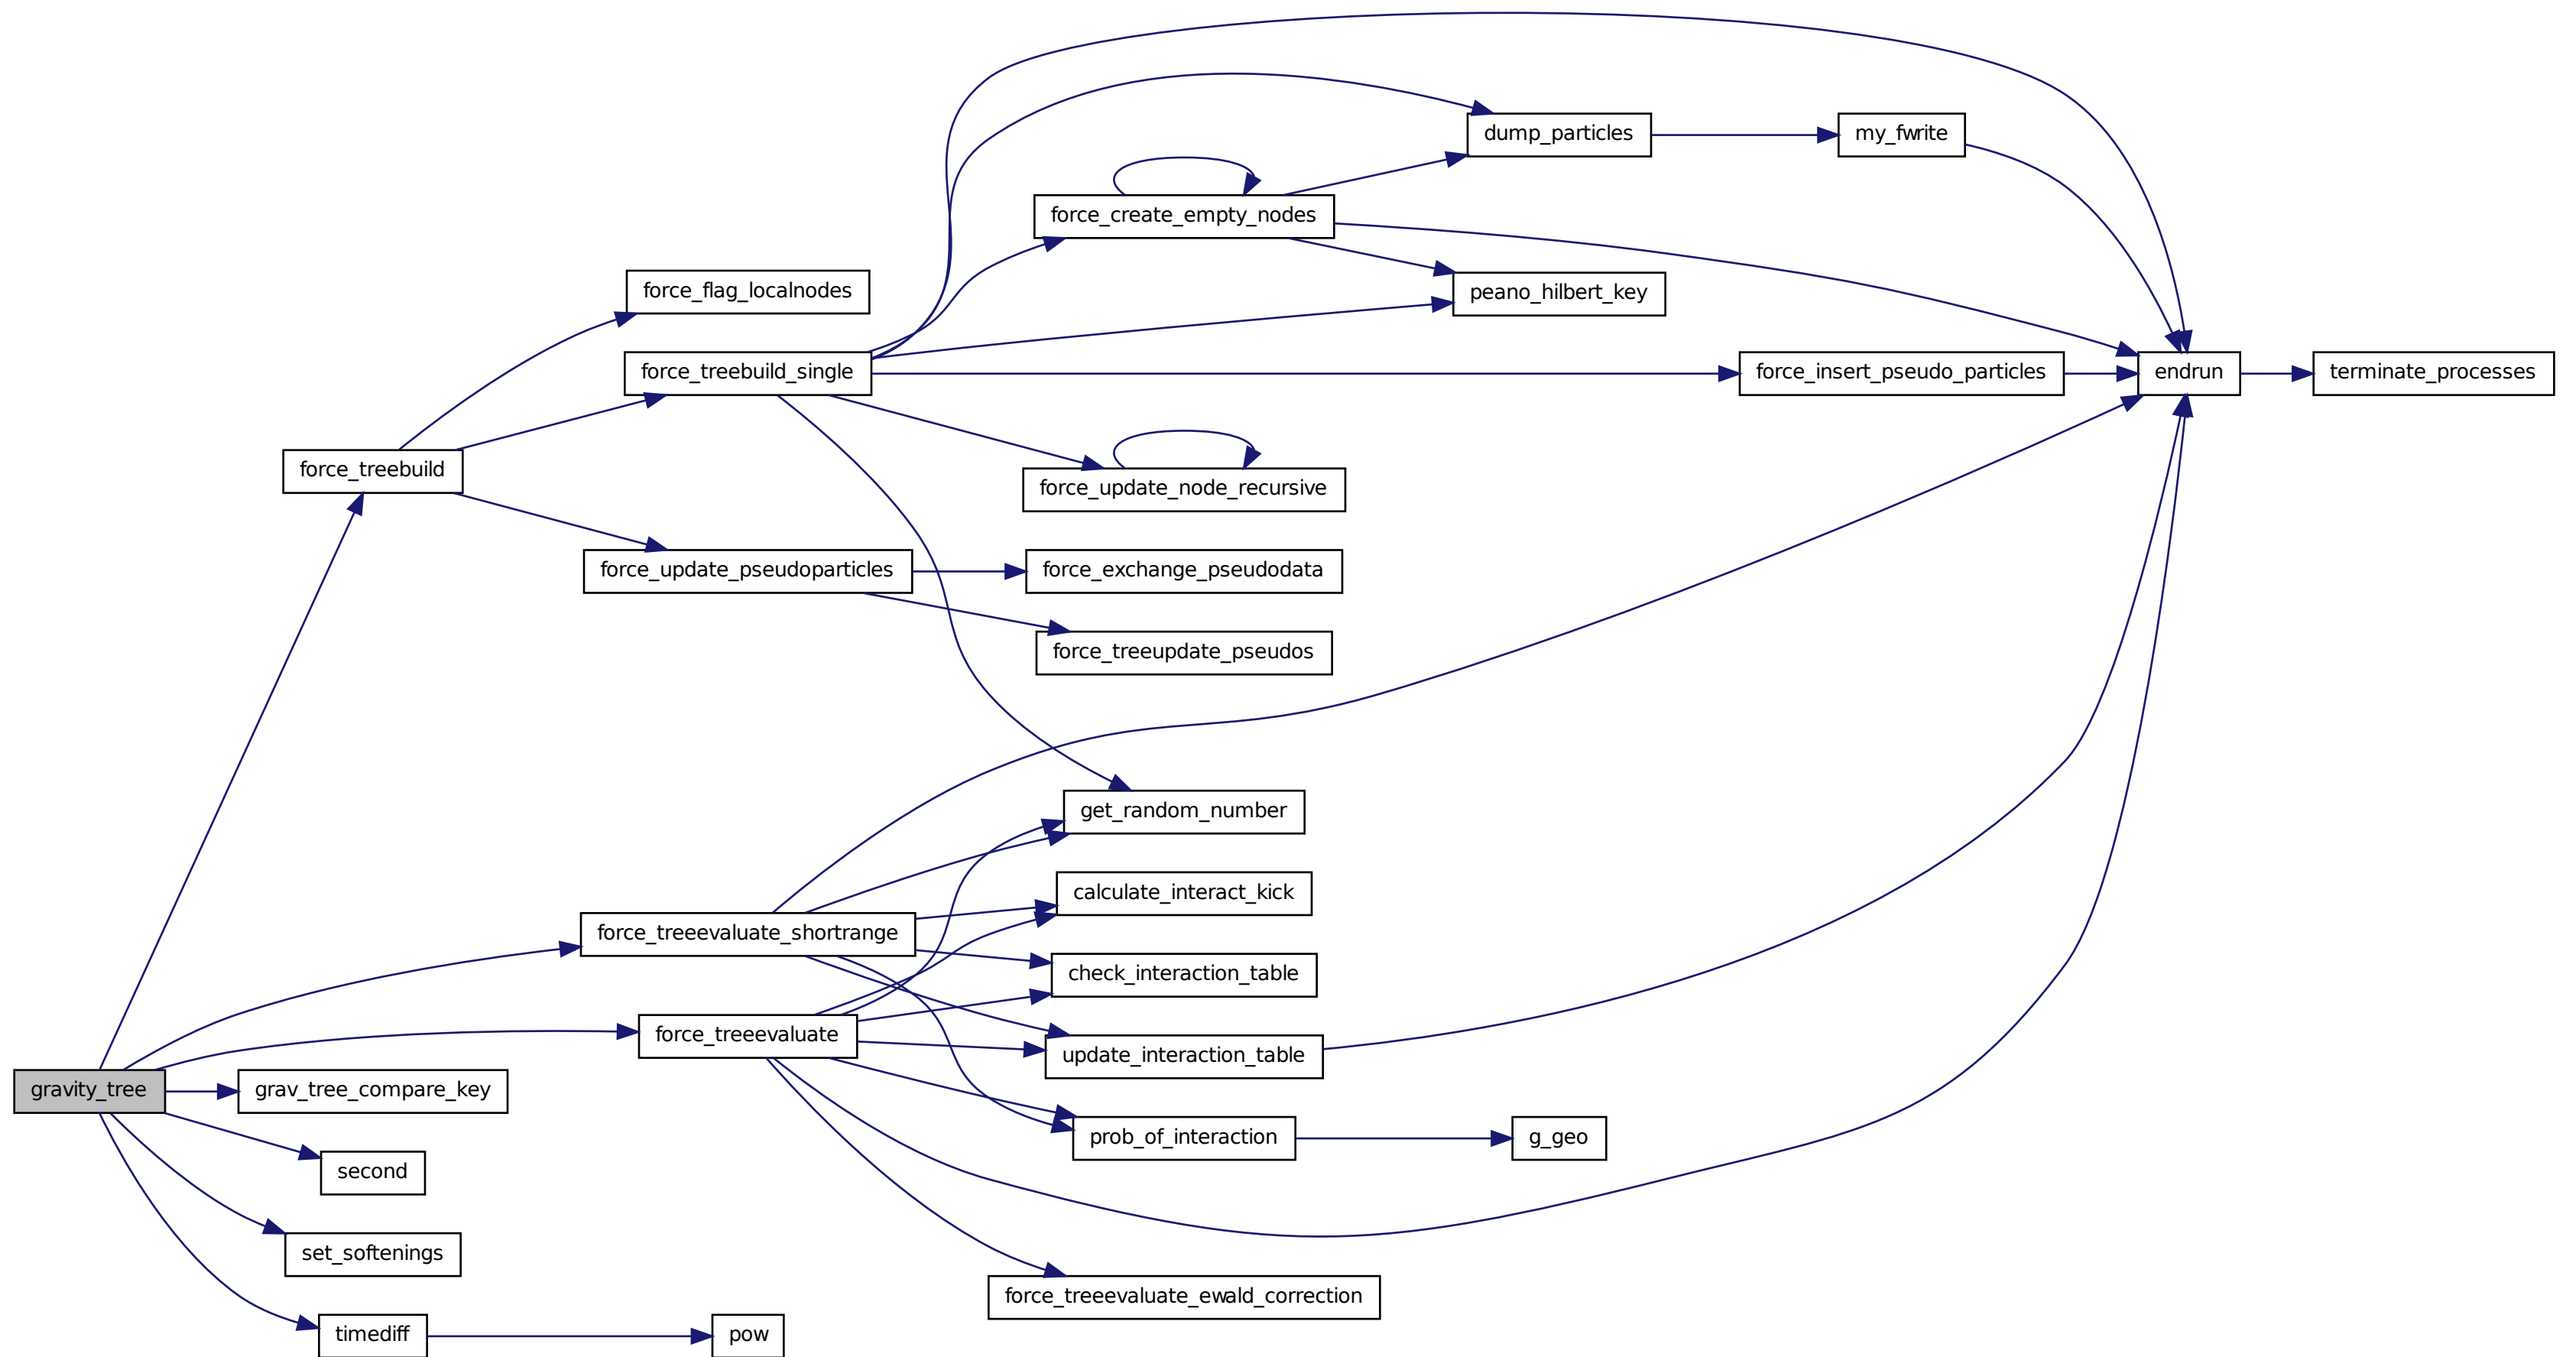 dump_particles
my_fwrite
force_create_empty_nodes
force_flag_localnodes
peano_hilbert_key
force_treebuild_single
force_insert_pseudo_particles
endrun
terminate_processes
force_treebuild
force_update_node_recursive
force_update_pseudoparticles
force_exchange_pseudodata
force_treeupdate_pseudos
get_random_number
calculate_interact_kick
force_treeevaluate_shortrange
check_interaction_table
force_treeevaluate
update_interaction_table
gravity_tree
grav_tree_compare_key
prob_of_interaction
g_geo
second
set_softenings
force_treeevaluate_ewald_correction
timediff
pow